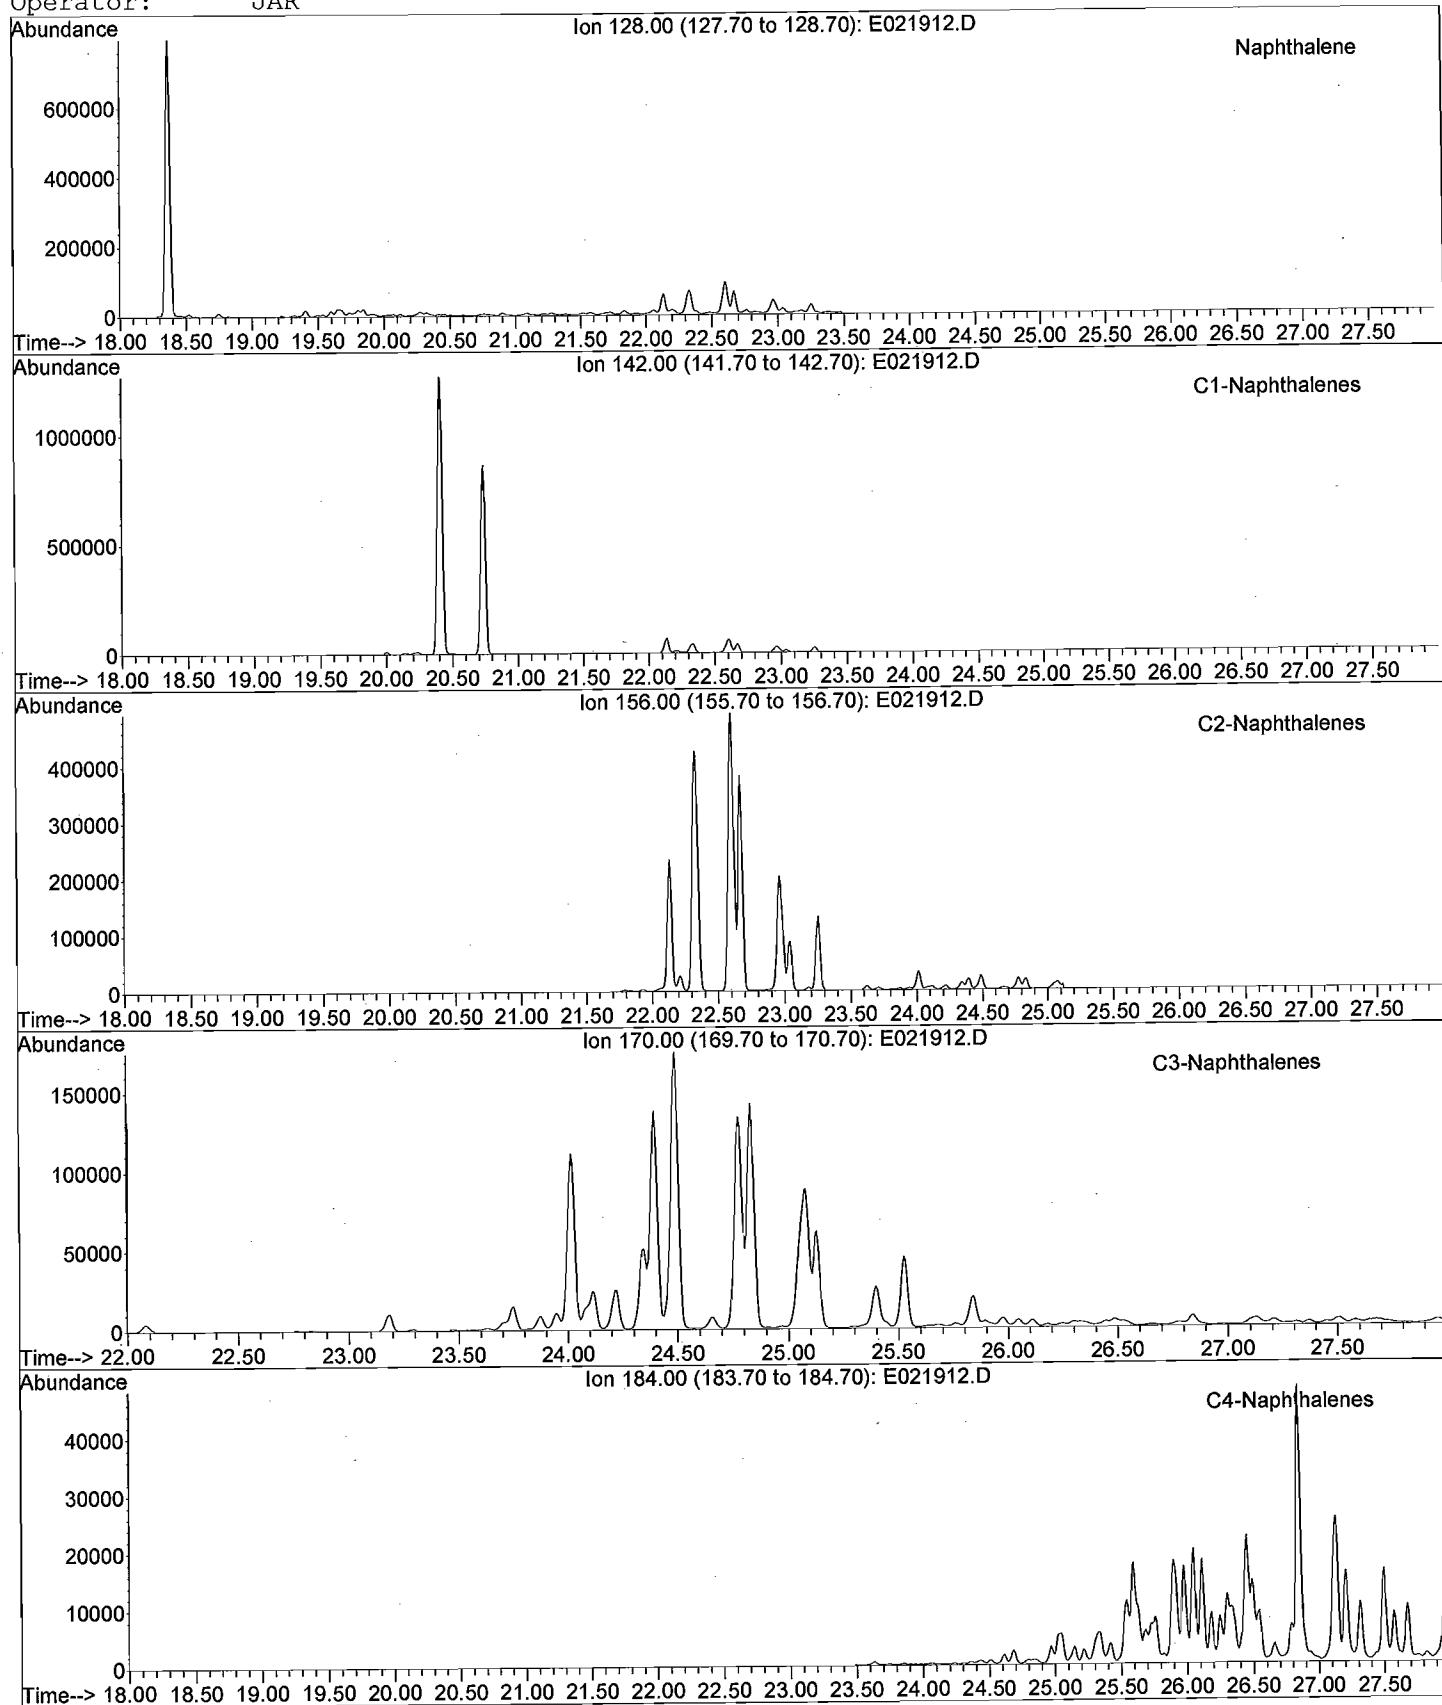 Operator: JAR
Abundance
Ion 128.00 (127.70 to 128.70): E021912.D
Naphthalene
600000
400000
200000
0
Time--> 18.00 18.50 19.00 19.50 20.00 20.50 21.00 21.50 22.00 22.50 23.00 23.50 24.00 24.50 25.00 25.50 26.00 26.50 27.00 27.50
Abundance
Ion 142.00 (141.70 to 142.70): E021912.D
C1-Naphthalenes
1000000
500000
0
Time--> 18.00 18.50 19.00 19.50 20.00 20.50 21.00 21.50 22.00 22.50 23.00 23.50 24.00 24.50 25.00 25.50 26.00 26.50 27.00 27.50
Abundance
Ion 156.00 (155.70 to 156.70): E021912.D
C2-Naphthalenes
400000
300000
200000
100000
0
Time--> 18.00 18.50 19.00 19.50 20.00 20.50 21.00 21.50 22.00 22.50 23.00 23.50 24.00 24.50 25.00 25.50 26.00 26.50 27.00 27.50
Abundance
Ion 170.00 (169.70 to 170.70): E021912.D
C3-Naphthalenes
150000
100000
50000
0
Time--> 22.00 22.50 23.00 23.50 24.00 24.50 25.00 25.50 26.00 26.50 27.00 27.50
Abundance
Ion 184.00 (183.70 to 184.70): E021912.D
C4-Naphthalenes
40000
30000
20000
10000
0
Time--> 18.00 18.50 19.00 19.50 20.00 20.50 21.00 21.50 22.00 22.50 23.00 23.50 24.00 24.50 25.00 25.50 26.00 26.50 27.00 27.50